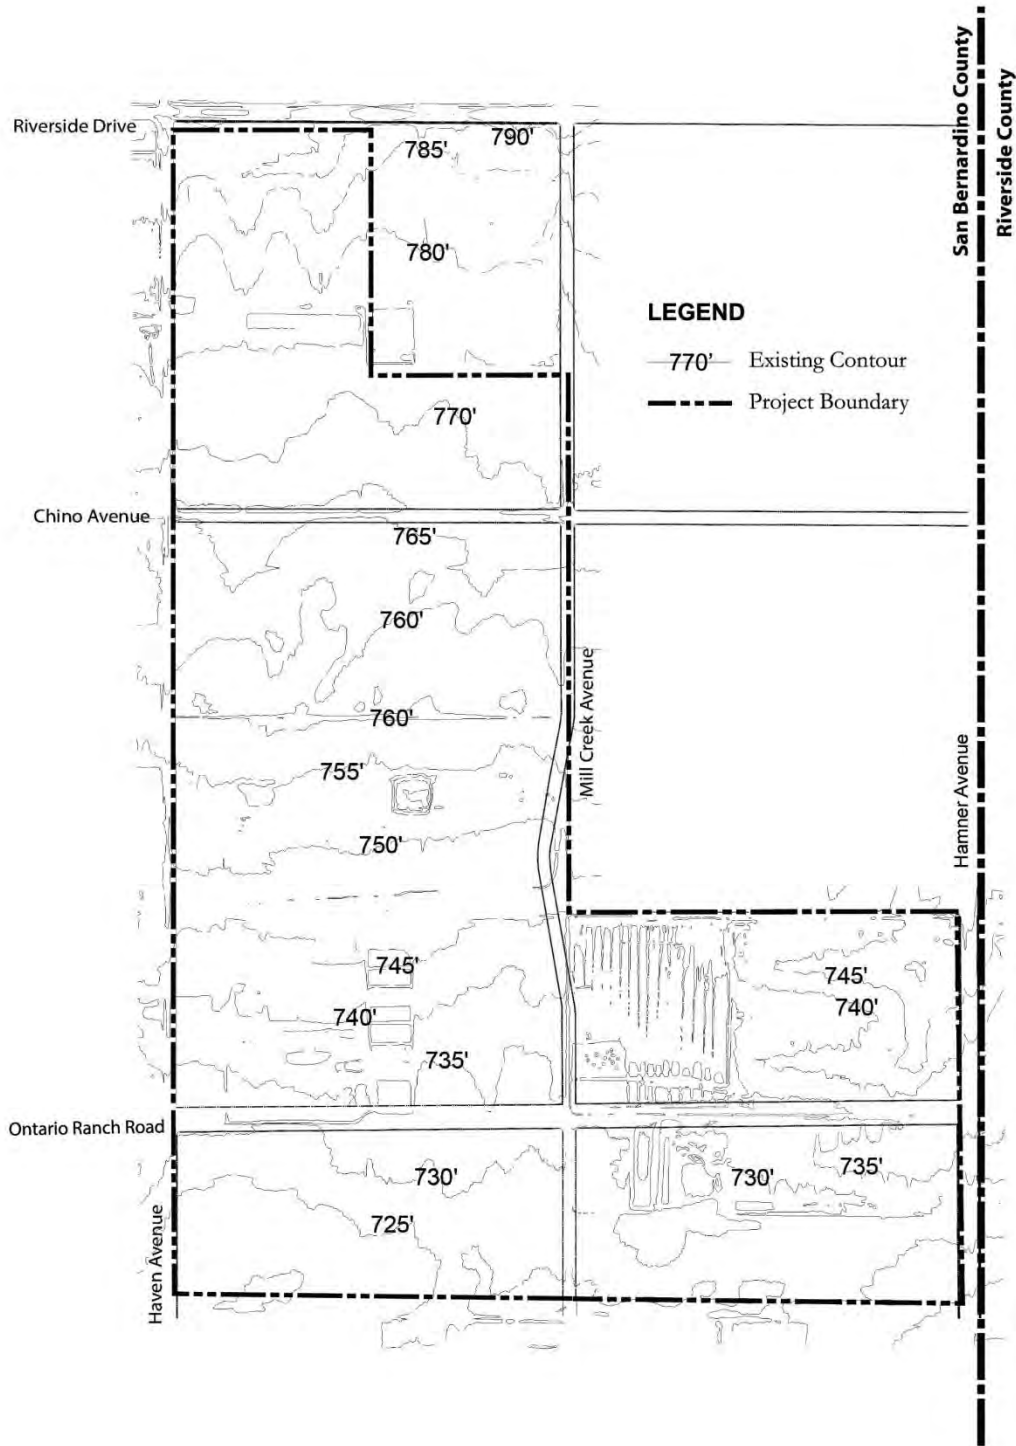 San Bernardino County
Riverside County
Riverside Drive
790'
785'
780'
LEGEND
770' Existing Contour
Project Boundary
770'
Chino Avenue
765'
760'
Mill Creek Avenue
760'
755'
Hamner Avenue
750'
745'
745'
740'
740'
735'
Ontario Ranch Road
730'
730'
735'
725'
Haven Avenue